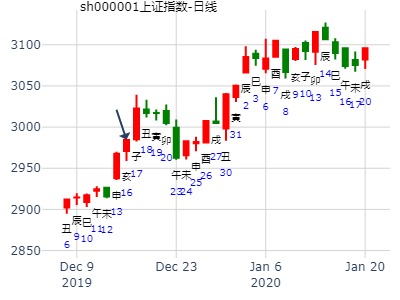 sh000001上证指数-日线
3100
3050
3000
2950
2900
2850
丑
6
辰
9
巳
10
午
11
未
12
申
13
亥
16
子
17
丑
18
寅
19
卯
20
午
23
未
24
申
25
酉
26
戌
27
丑
30
寅
31
辰
2
巳
3
申
6
酉
7
戌
8
亥
9
子
10
卯
13
辰
14
巳
15
午
16
未
17
戌
20
Dec 9
2019
Dec 23
Jan 6
2020
Jan 20